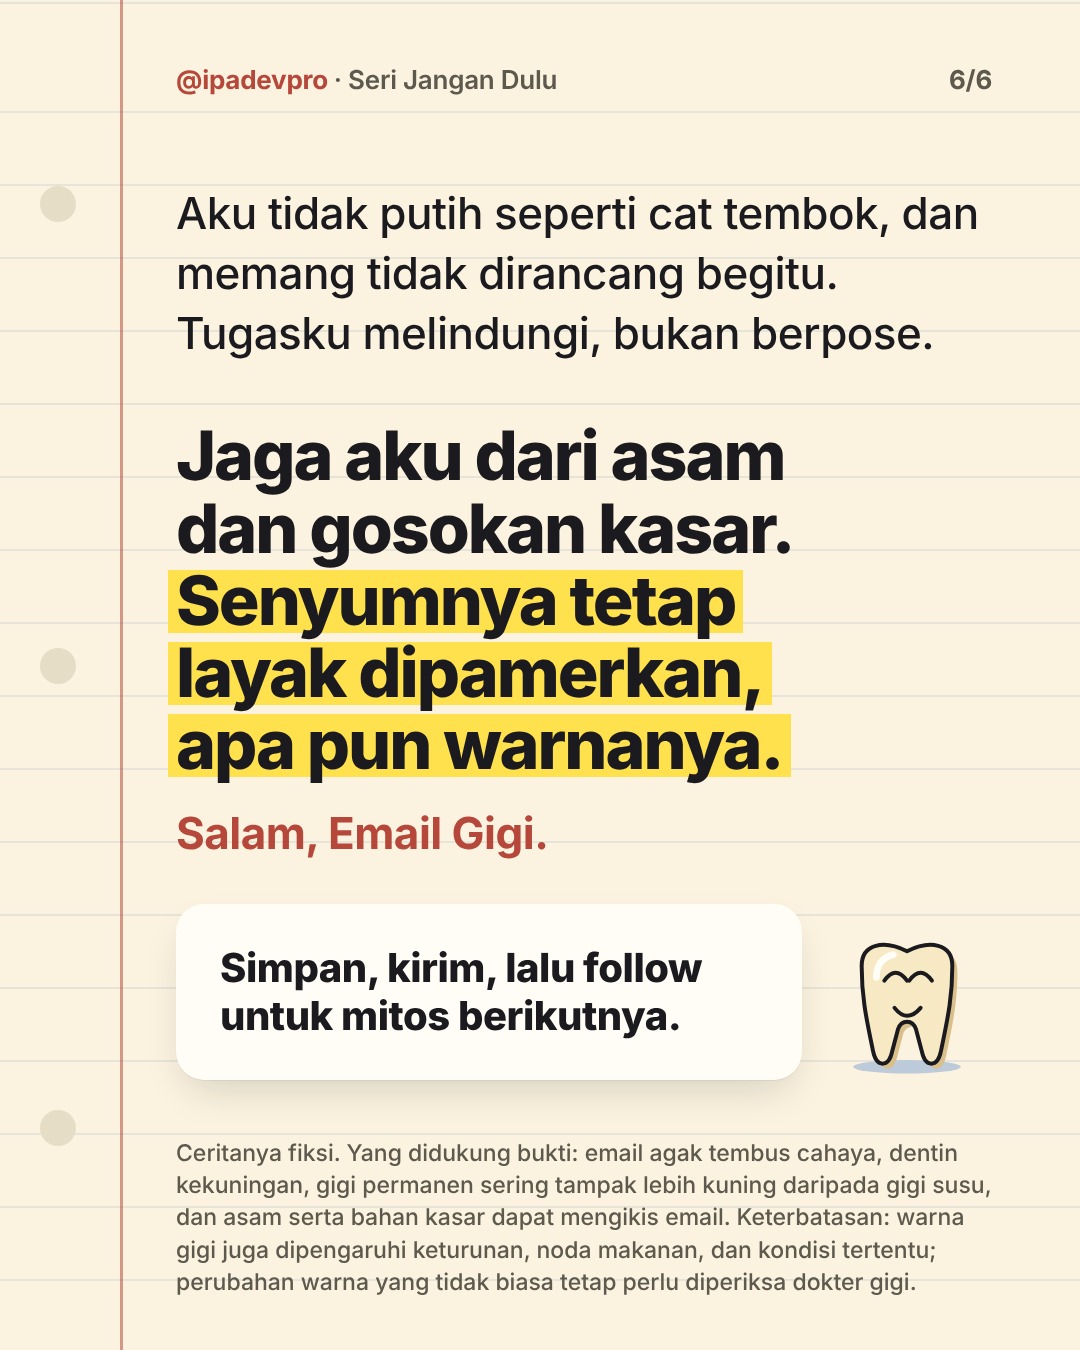 @ipadevpro · Seri Jangan Dulu
6/6
Aku tidak putih seperti cat tembok, dan
memang tidak dirancang begitu.
Tugasku melindungi, bukan berpose.
Jaga aku dari asam
dan gosokan kasar.
Senyumnya tetap
layak dipamerkan,
apa pun warnanya.
Salam, Email Gigi.
Simpan, kirim, lalu follow
untuk mitos berikutnya.
Ceritanya fiksi. Yang didukung bukti: email agak tembus cahaya, dentin
kekuningan, gigi permanen sering tampak lebih kuning daripada gigi susu,
dan asam serta bahan kasar dapat mengikis email. Keterbatasan: warna
gigi juga dipengaruhi keturunan, noda makanan, dan kondisi tertentu;
perubahan warna yang tidak biasa tetap perlu diperiksa dokter gigi.